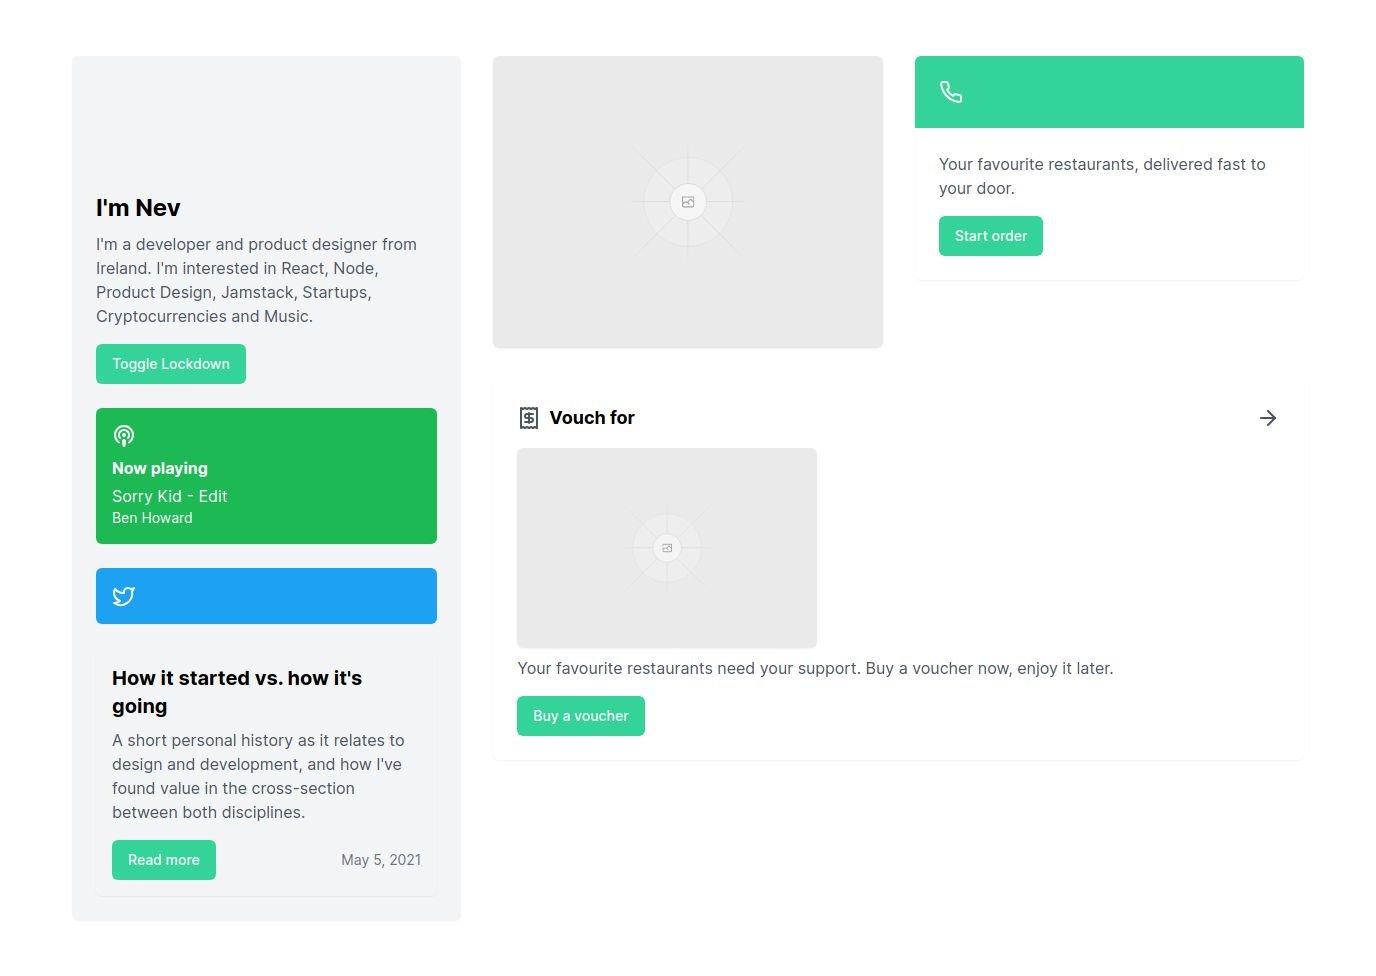 I'm Nev
I'm a developer and product designer from
Ireland. I'm interested in React, Node,
Product Design, Jamstack, Startups,
Cryptocurrencies and Music.
Toggle Lockdown
Now playing
Sorry Kid - Edit
Ben Howard
How it started vs. how it's
going
A short personal history as it relates to
design and development, and how I've
found value in the cross-section
between both disciplines.
Read more
May 5, 2021
Your favourite restaurants, delivered fast to
your door.
Start order
Vouch for
Your favourite restaurants need your support. Buy a voucher now, enjoy it later.
Buy a voucher